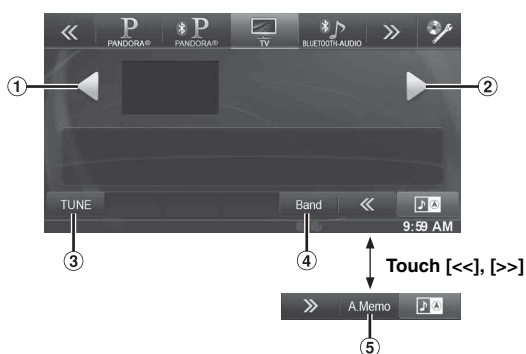 « P PANDORA® P PANDORA® TV BLUETOOTH-AUDIO »
① ②
TUNE Band «
9:59 AM
③ ④
Touch [<<], [>>]
» A.Memo
⑤